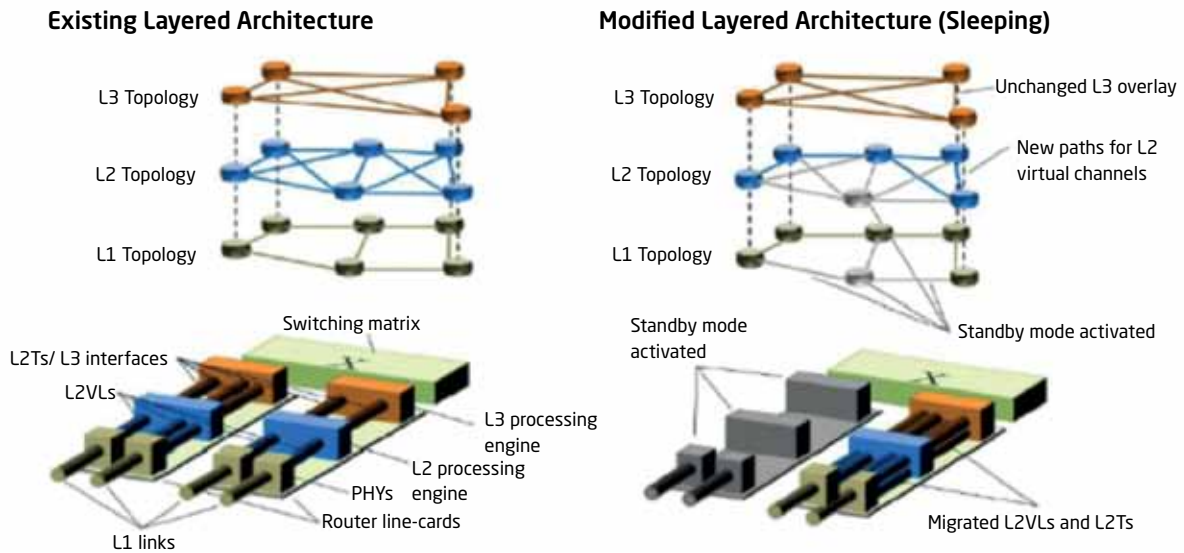 Existing Layered Architecture
L3 Topology
L2 Topology
L1 Topology
Switching matrix
L2Ts/ L3 interfaces
L2VLs
L3 processing
engine
L2 processing
engine
PHYs
Router line-cards
L1 links
Modified Layered Architecture (Sleeping)
L3 Topology
Unchanged L3 overlay
New paths for L2
virtual channels
L2 Topology
L1 Topology
Standby mode
activated
Standby mode activated
Migrated L2VLs and L2Ts